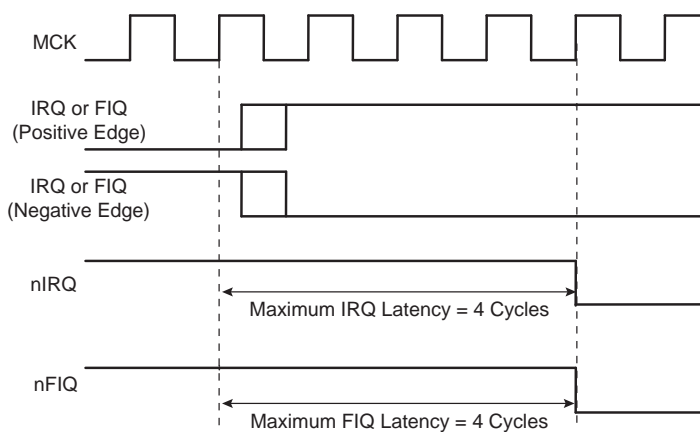 MCK
IRQ or FIQ
(Positive Edge)
IRQ or FIQ
(Negative Edge)
nIRQ
Maximum IRQ Latency = 4 Cycles
nFIQ
Maximum FIQ Latency = 4 Cycles